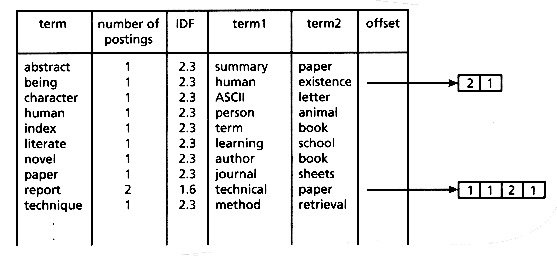 term number of postings IDF term1 term2 offset
abstract 1 2.3 summary paper
being 1 2.3 human existence 2 1
character 1 2.3 ASCII letter
human 1 2.3 person animal
index 1 2.3 term book
literate 1 2.3 learning school
novel 1 2.3 author book
paper 1 2.3 journal sheets
report 2 1.6 technical paper 1 1 2 1
technique 1 2.3 method retrieval
.
.